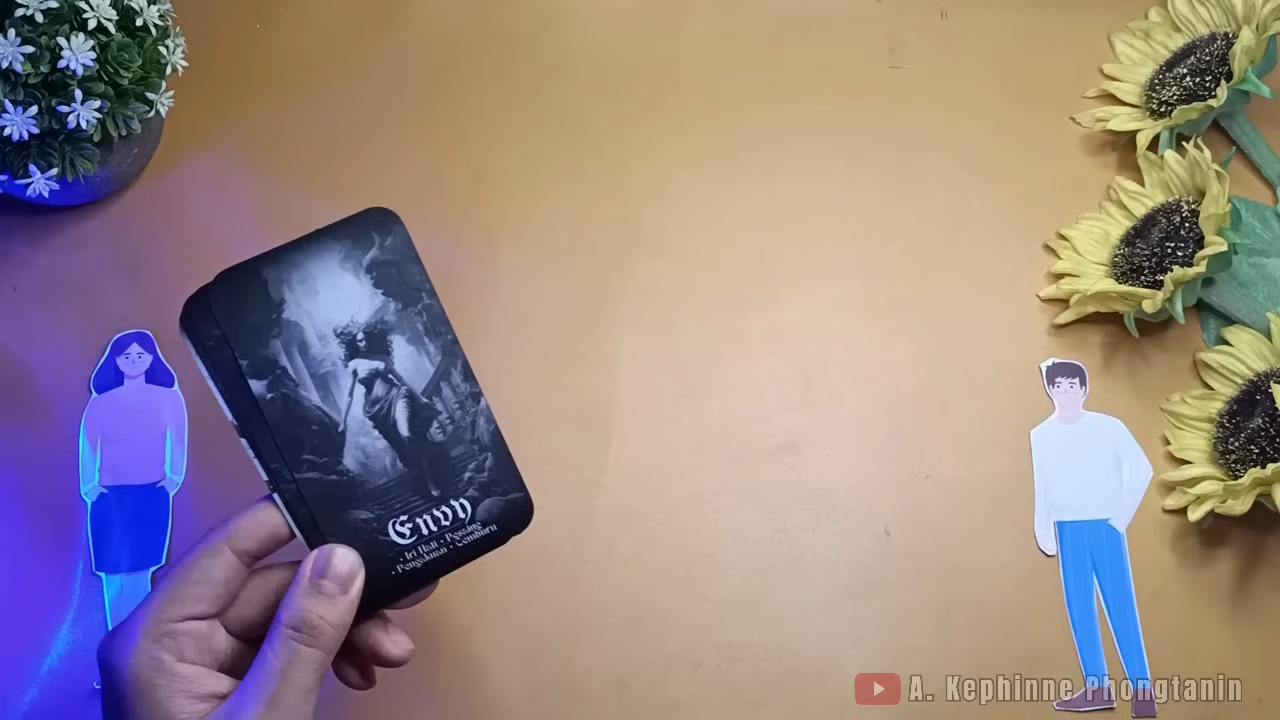 Envy
• Iri Hati • Pesaing
• Pengakuan • Cemburu
A. Kephinne Phongtanin